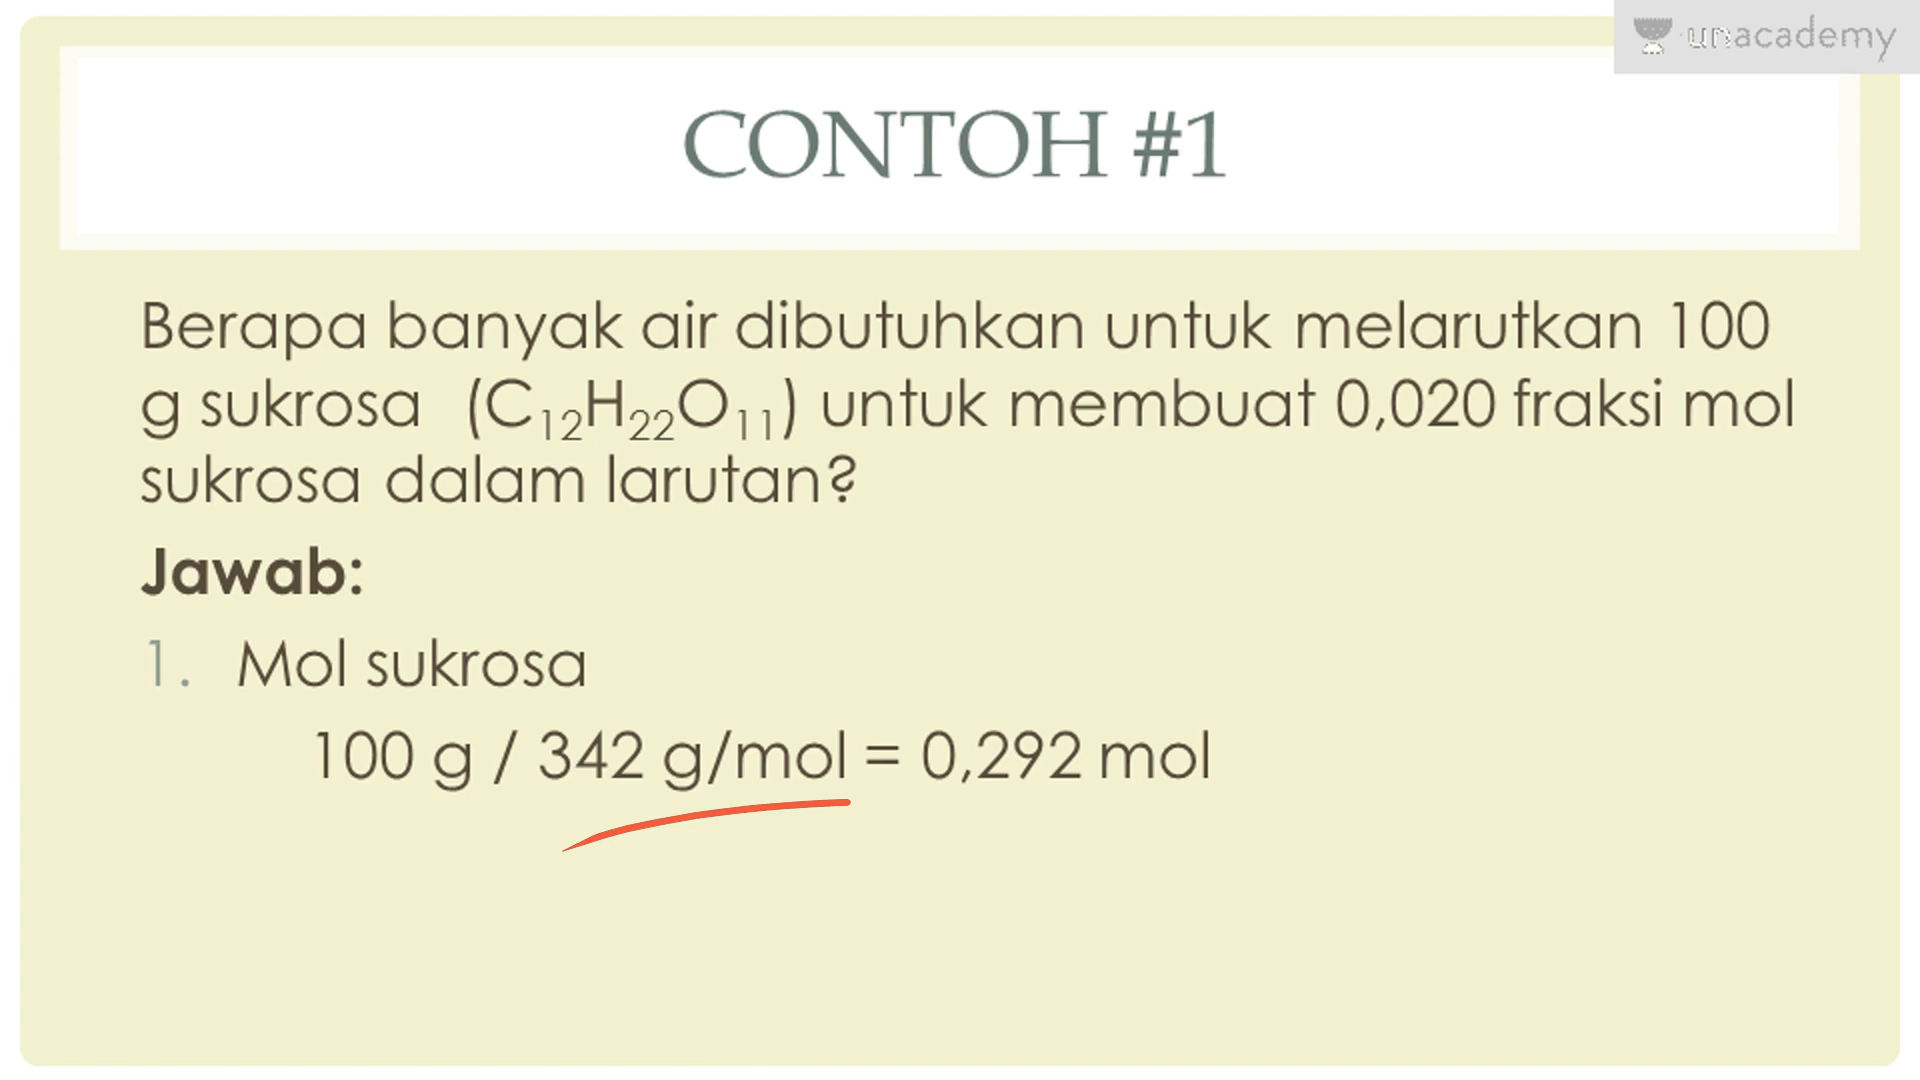 unacademy
CONTOH #1
Berapa banyak air dibutuhkan untuk melarutkan 100
g sukrosa (C₁₂H₂₂O₁₁) untuk membuat 0,020 fraksi mol
sukrosa dalam larutan?
Jawab:
1. Mol sukrosa
100 g / 342 g/mol = 0,292 mol